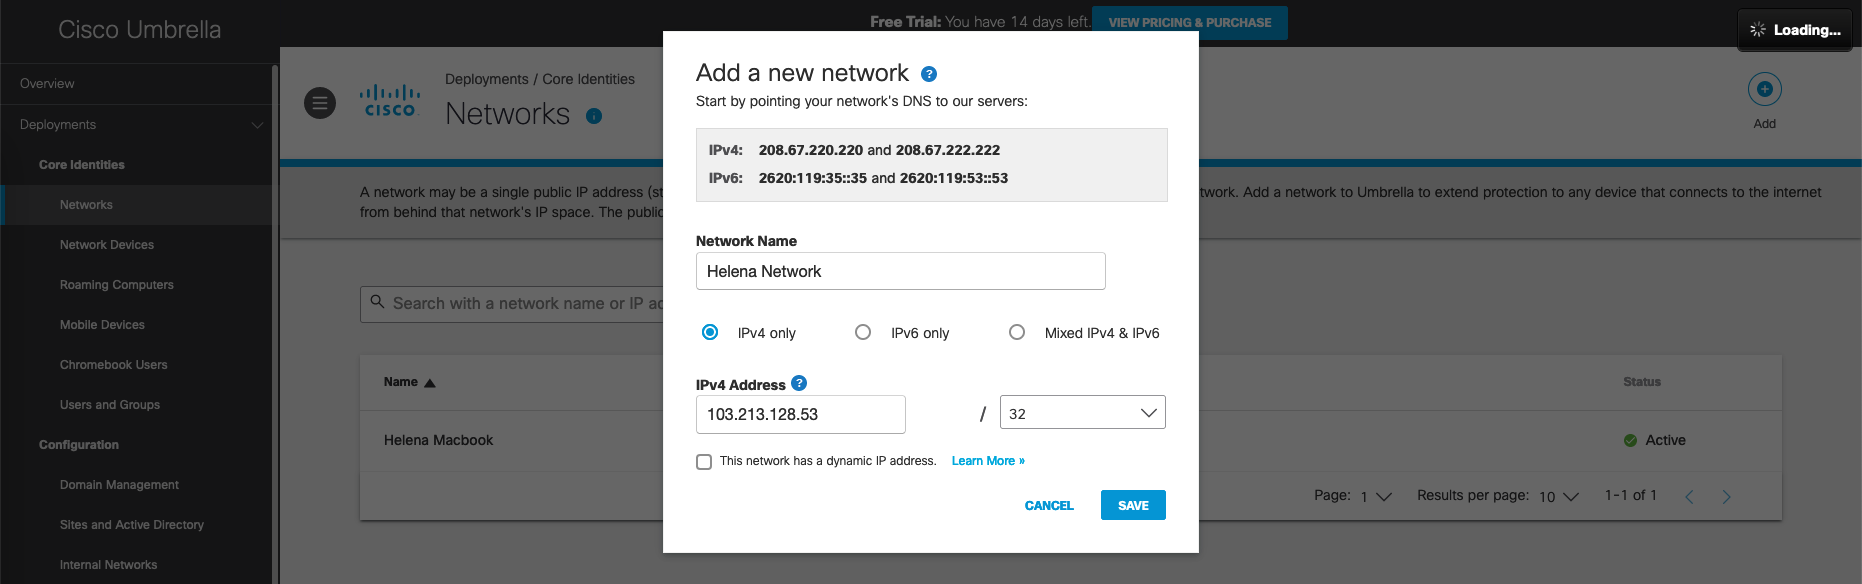 Cisco Umbrella
Free Trial: You have 14 days left.
VIEW PRICING & PURCHASE
Loading...
Overview
Deployments
Core Identities
Networks
Network Devices
Roaming Computers
Mobile Devices
Chromebook Users
Users and Groups
Configuration
Domain Management
Sites and Active Directory
Internal Networks
CISCO
Deployments / Core Identities
Networks
Add
A network may be a single public IP address (st
twork. Add a network to Umbrella to extend protection to any device that connects to the internet
from behind that network's IP space. The public
Search with a network name or IP ad
Name
Status
Helena Macbook
Active
Page: 1
Results per page: 10
1-1 of 1
Add a new network ?
Start by pointing your network's DNS to our servers:
IPv4: 208.67.220.220 and 208.67.222.222
IPv6: 2620:119:35::35 and 2620:119:53::53
Network Name
Helena Network
IPv4 only
IPv6 only
Mixed IPv4 & IPv6
IPv4 Address ?
103.213.128.53 / 32
This network has a dynamic IP address. Learn More »
CANCEL
SAVE